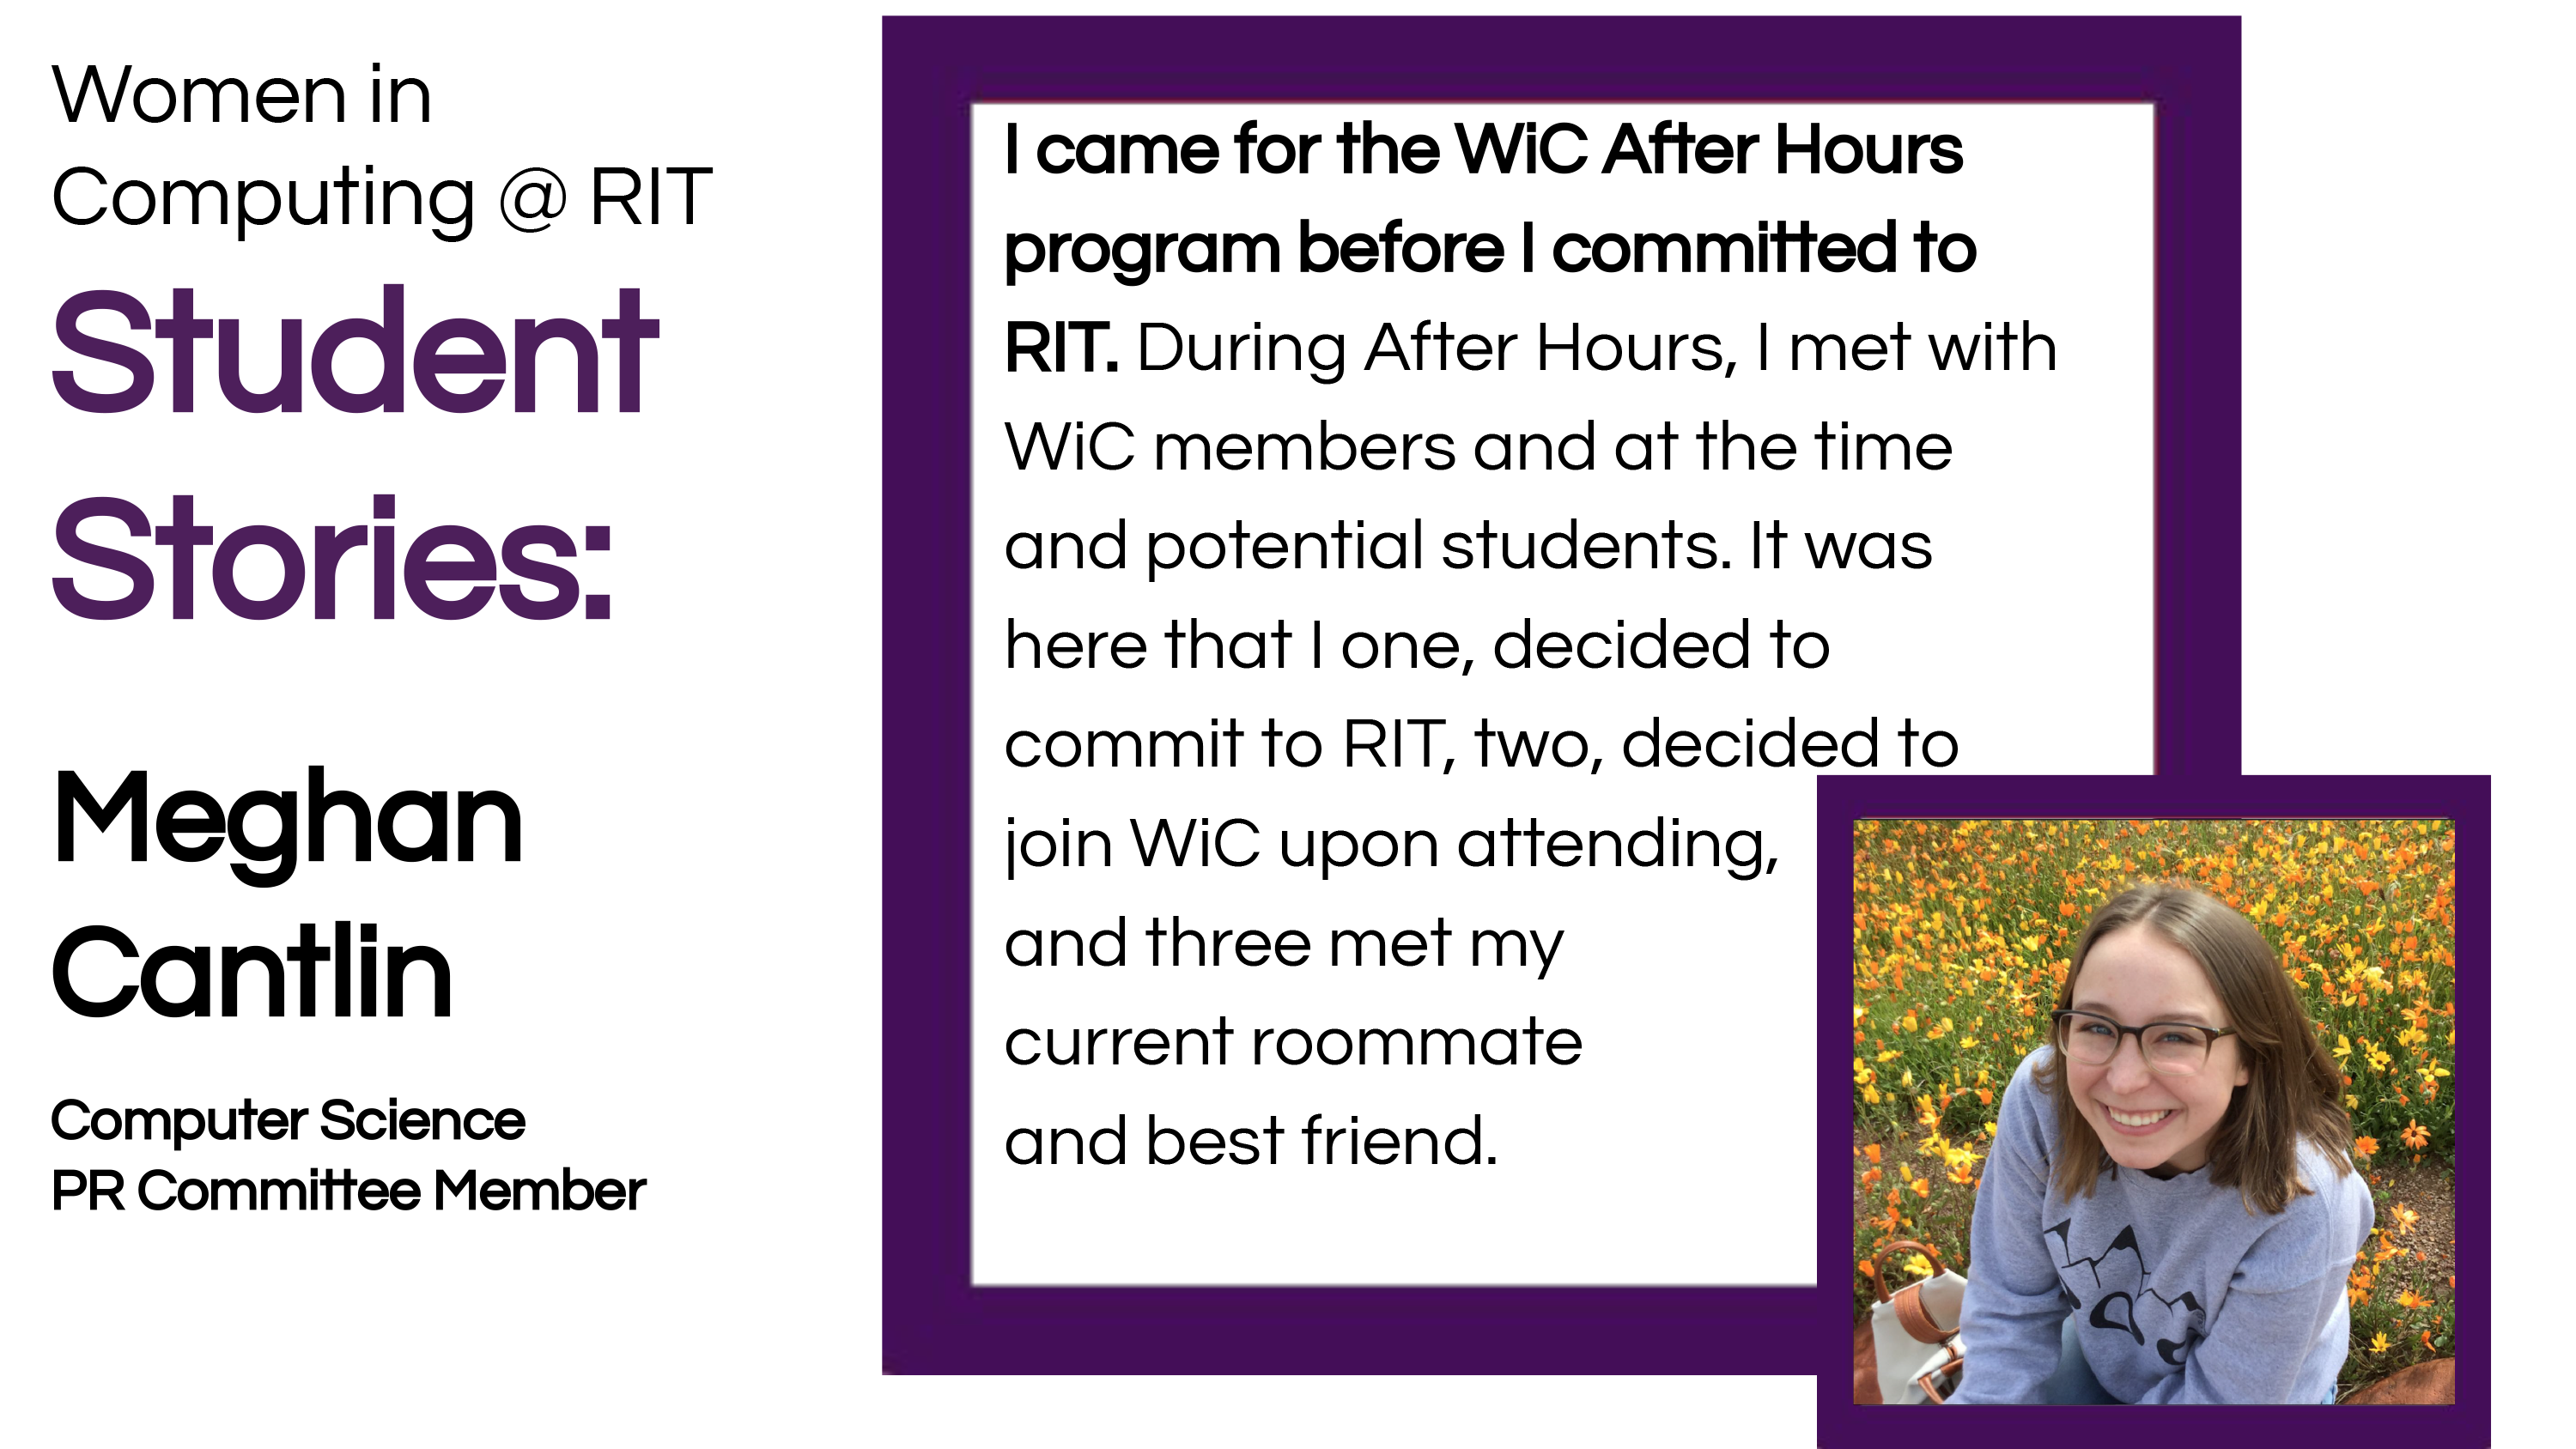 Women in
Computing @ RIT
Student
Stories:
Meghan
Cantlin
Computer Science
PR Committee Member
I came for the WiC After Hours
program before I committed to
RIT. During After Hours, I met with
WiC members and at the time
and potential students. It was
here that I one, decided to
commit to RIT, two, decided to
join WiC upon attending,
and three met my
current roommate
and best friend.